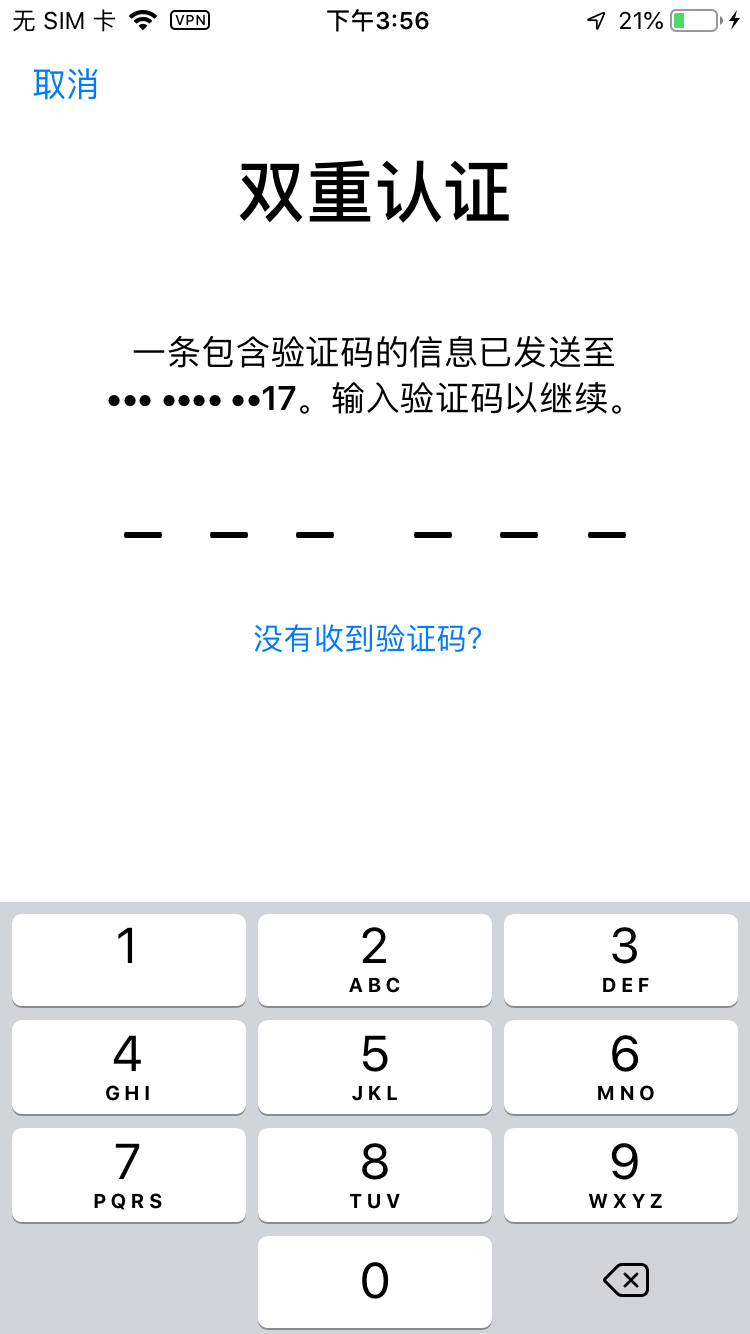 无 SIM 卡 VPN 下午3:56 21%
取消
双重认证
一条包含验证码的信息已发送至
••• •••• ••17。输入验证码以继续。
没有收到验证码?
1 2 3
ABC DEF
4 5 6
GHI JKL MNO
7 8 9
PQRS TUV WXYZ
0